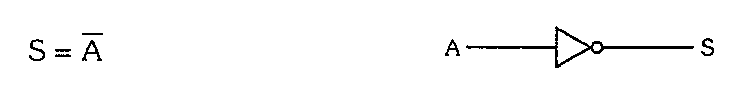 S = A̅ A S